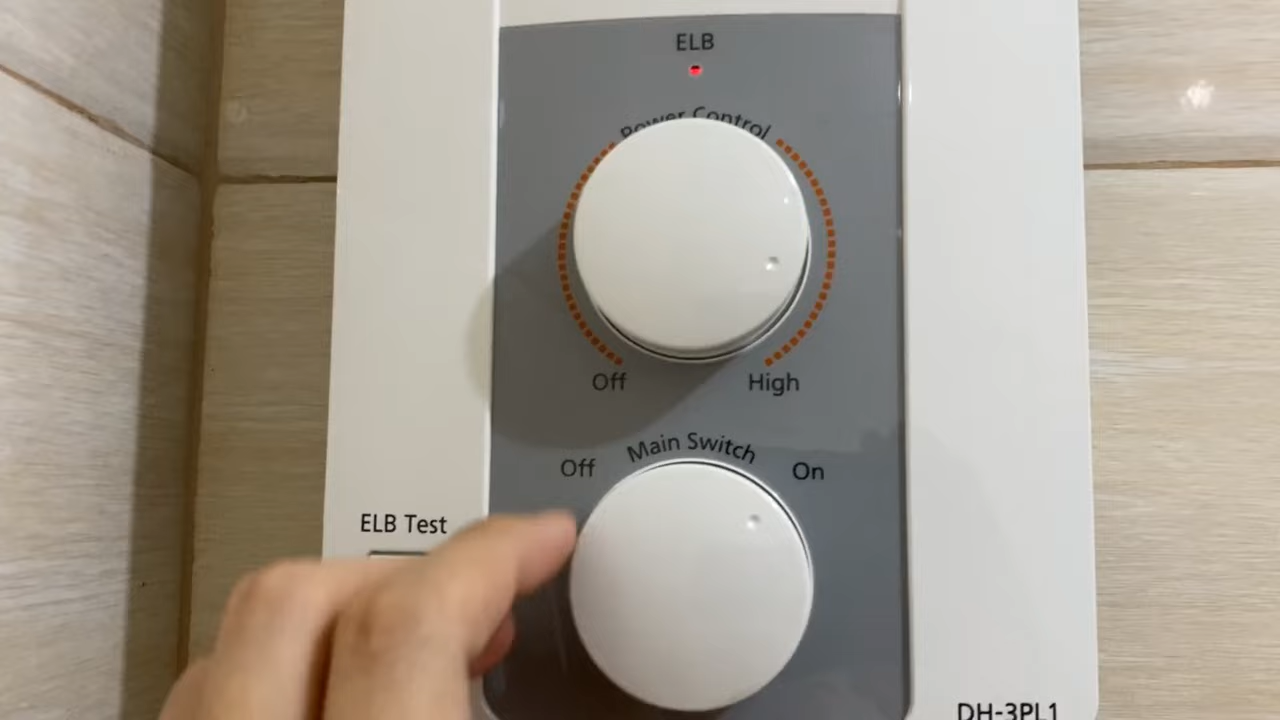 ELB
Power Control
Off
High
Main Switch
Off
On
ELB Test
DH-3PL1